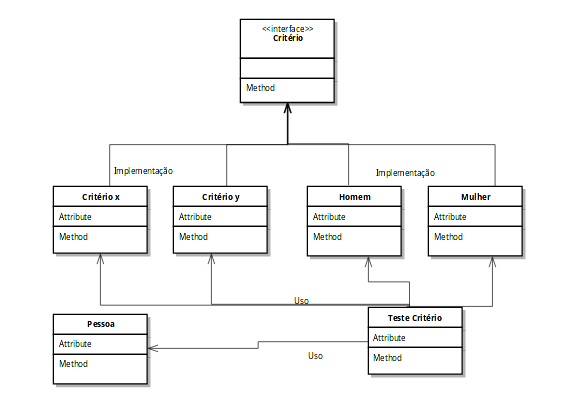 <<interface>>
Critério
Method
Implementação
Implementação
Critério x
Attribute
Method
Critério y
Attribute
Method
Homem
Attribute
Method
Mulher
Attribute
Method
Uso
Pessoa
Attribute
Method
Teste Critério
Attribute
Method
Uso